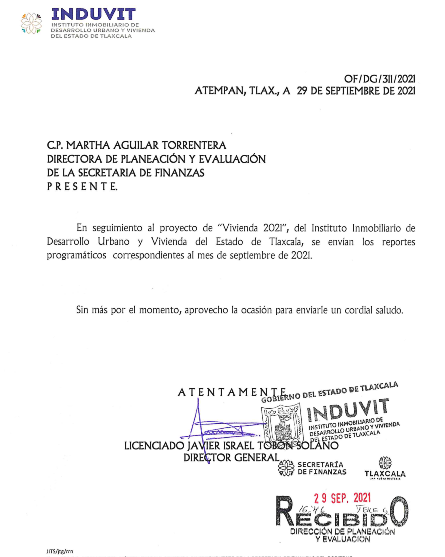 INDUVIT
INSTITUTO INMOBILIARIO DE
DESARROLLO URBANO Y VIVIENDA
DEL ESTADO DE TLAXCALA
OF/DG/311/2021
ATEMPAN, TLAX., A 29 DE SEPTIEMBRE DE 2021
C.P. MARTHA AGUILAR TORRENTERA
DIRECTORA DE PLANEACIÓN Y EVALUACIÓN
DE LA SECRETARIA DE FINANZAS
P R E S E N T E.
En seguimiento al proyecto de "Vivienda 2021", del Instituto Inmobiliario de
Desarrollo Urbano y Vivienda del Estado de Tlaxcala, se envían los reportes
programáticos correspondientes al mes de septiembre de 2021.
Sin más por el momento, aprovecho la ocasión para enviarle un cordial saludo.
A T E N T A M E N T E
GOBIERNO DEL ESTADO DE TLAXCALA
INDUVIT
INSTITUTO INMOBILIARIO DE
DESARROLLO URBANO Y VIVIENDA
DEL ESTADO DE TLAXCALA
LICENCIADO JAVIER ISRAEL TOBON SOLANO
DIRECTOR GENERAL
SECRETARÍA
DE FINANZAS
TLAXCALA
29 SEP. 2021
RECIBIDO
DIRECCIÓN DE PLANEACIÓN
Y EVALUACIÓN